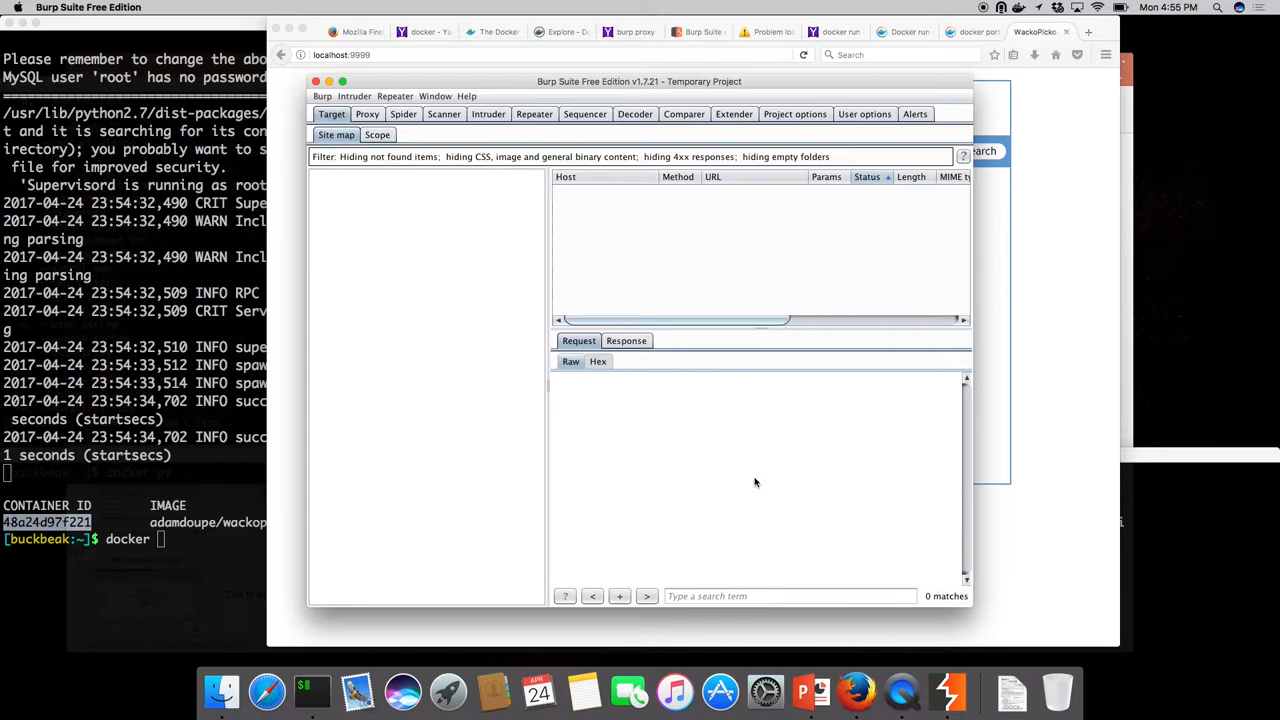 Burp Suite Free Edition
Mon 4:55 PM
Please remember to change the abo
MySQL user 'root' has no password
/usr/lib/python2.7/dist-packages/
t and it is searching for its con
irectory); you probably want to s
file for improved security.
'Supervisord is running as root
2017-04-24 23:54:32,490 CRIT Supe
2017-04-24 23:54:32,490 WARN Incl
ng parsing
2017-04-24 23:54:32,490 WARN Incl
ing parsing
2017-04-24 23:54:32,509 INFO RPC
2017-04-24 23:54:32,509 CRIT Serv
g
2017-04-24 23:54:32,510 INFO supe
2017-04-24 23:54:33,512 INFO spaw
2017-04-24 23:54:33,514 INFO spaw
2017-04-24 23:54:34,702 INFO succ
seconds (startsecs)
2017-04-24 23:54:34,702 INFO succ
1 seconds (startsecs)
[buckbeak:~]$ docker ps
CONTAINER ID IMAGE
48a24d97f221 adamdoupe/wackop
[buckbeak:~]$ docker
Mozilla Fire
docker - Ya
The Docker
Explore - Do
burp proxy
Burp Suite
Problem loa
docker run
Docker run
docker port
WackoPicko
localhost:9999
Search
earch
Burp Suite Free Edition v1.7.21 - Temporary Project
Burp Intruder Repeater Window Help
Target Proxy Spider Scanner Intruder Repeater Sequencer Decoder Comparer Extender Project options User options Alerts
Site map Scope
Filter: Hiding not found items; hiding CSS, image and general binary content; hiding 4xx responses; hiding empty folders
?
Host Method URL Params Status Length MIME ty
Request Response
Raw Hex
? < + > Type a search term 0 matches
APR
24